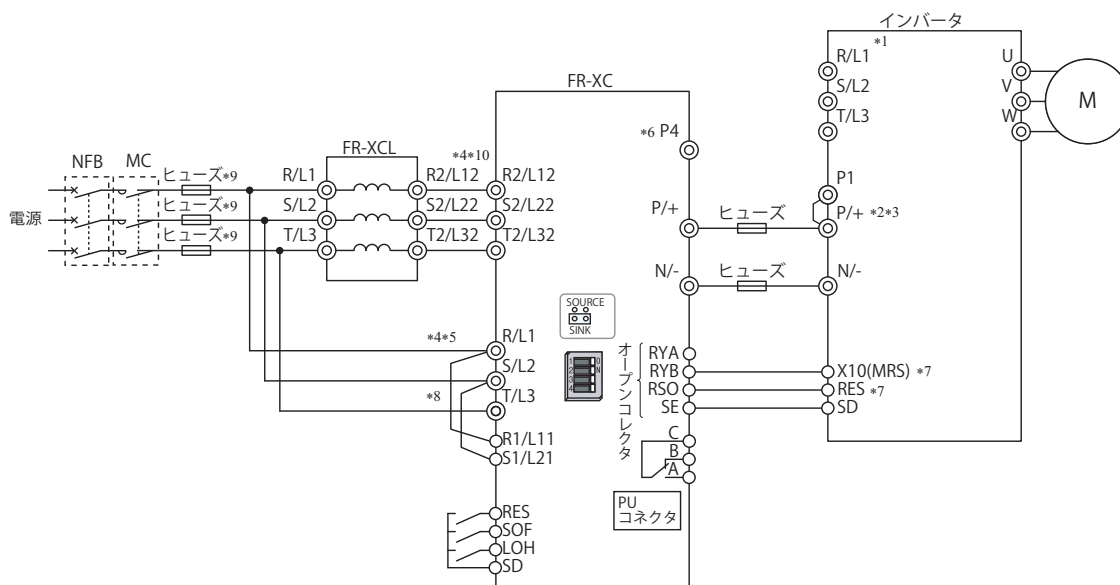 インバータ
R/L1 *1
S/L2
T/L3
U
V
W
M
FR-XC
*6 P4
P1
P/+ *2*3
N/-
P/+
ヒューズ
N/-
ヒューズ
NFB
MC
ヒューズ*9
ヒューズ*9
ヒューズ*9
電源
FR-XCL
R/L1
S/L2
T/L3
*4*10
R2/L12
S2/L22
T2/L32
R2/L12
S2/L22
T2/L32
*4*5
R/L1
S/L2
*8
T/L3
R1/L11
S1/L21
SOURCE
SINK
1
2
3
4
O
N
オープンコレクタ
RYA
RYB
RSO
SE
X10(MRS) *7
RES *7
SD
C
B
A
PU
コネクタ
RES
SOF
LOH
SD